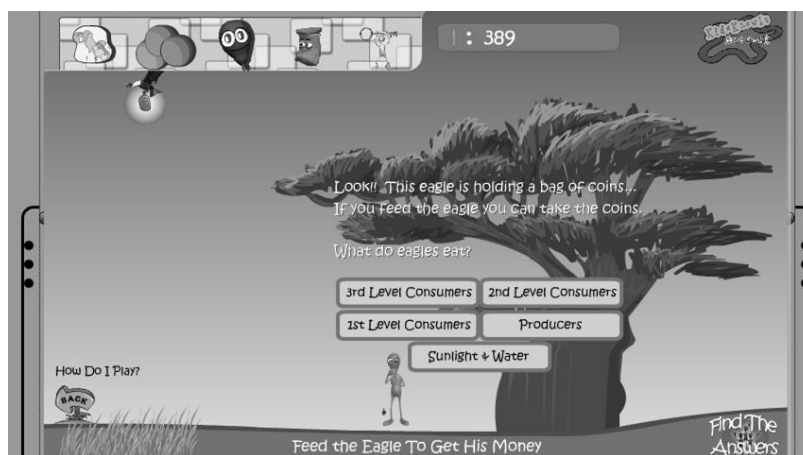 : 389
Look!! This eagle is holding a bag of coins...
If you feed the eagle you can take the coins.
What do eagles eat?
3rd Level Consumers
2nd Level Consumers
1st Level Consumers
Producers
Sunlight & Water
How Do I Play?
BACK
Find The
Answers
Feed the Eagle To Get His Money